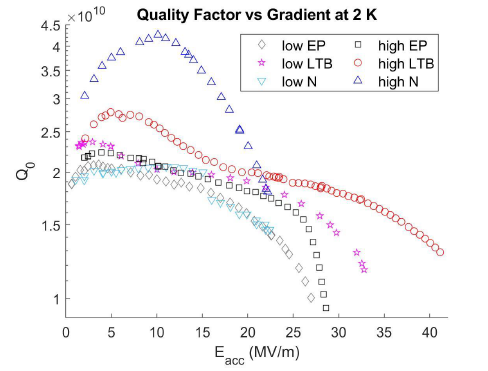 Quality Factor vs Gradient at 2 K
×10^10
4.5
4
3.5
3
2.5
2
1.5
1
Q_0
low EP
low LTB
low N
high EP
high LTB
high N
0 5 10 15 20 25 30 35 40
E_acc (MV/m)